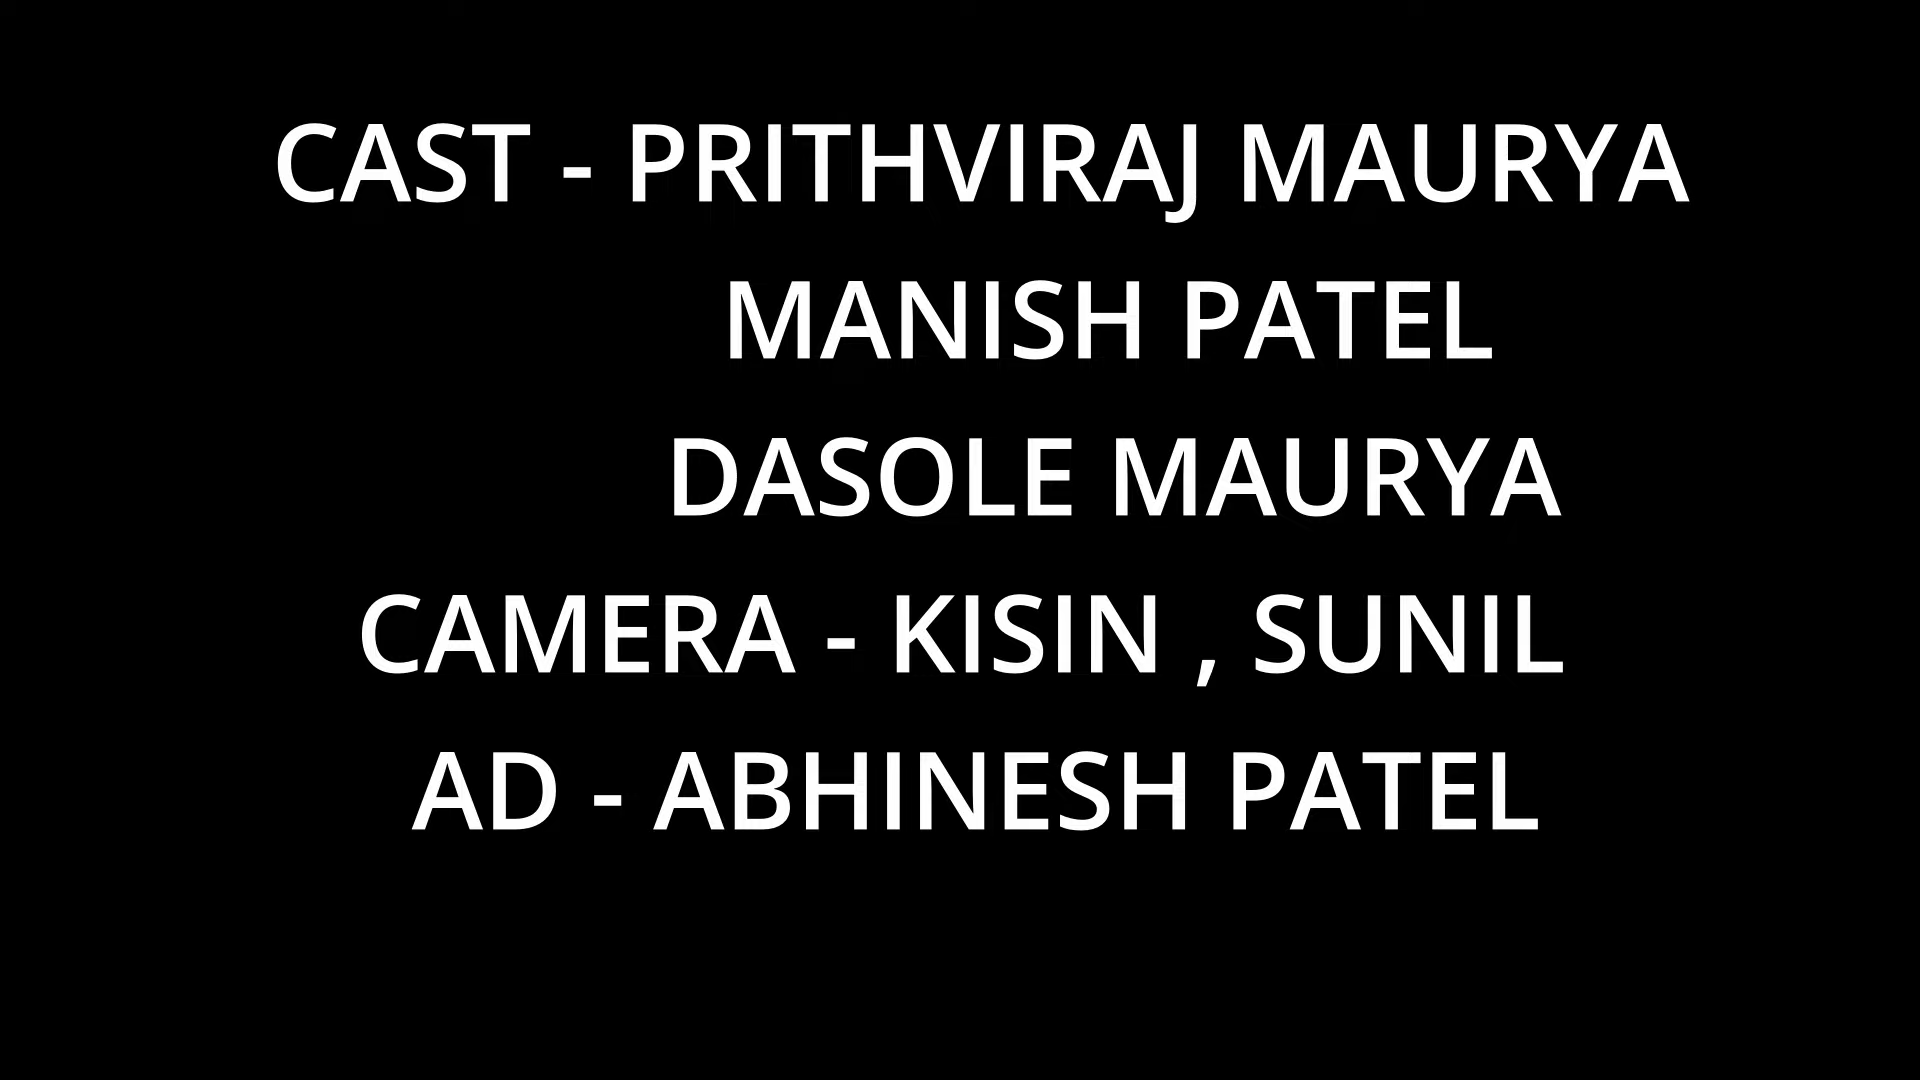 CAST - PRITHVIRAJ MAURYA
MANISH PATEL
DASOLE MAURYA
CAMERA - KISIN , SUNIL
AD - ABHINESH PATEL